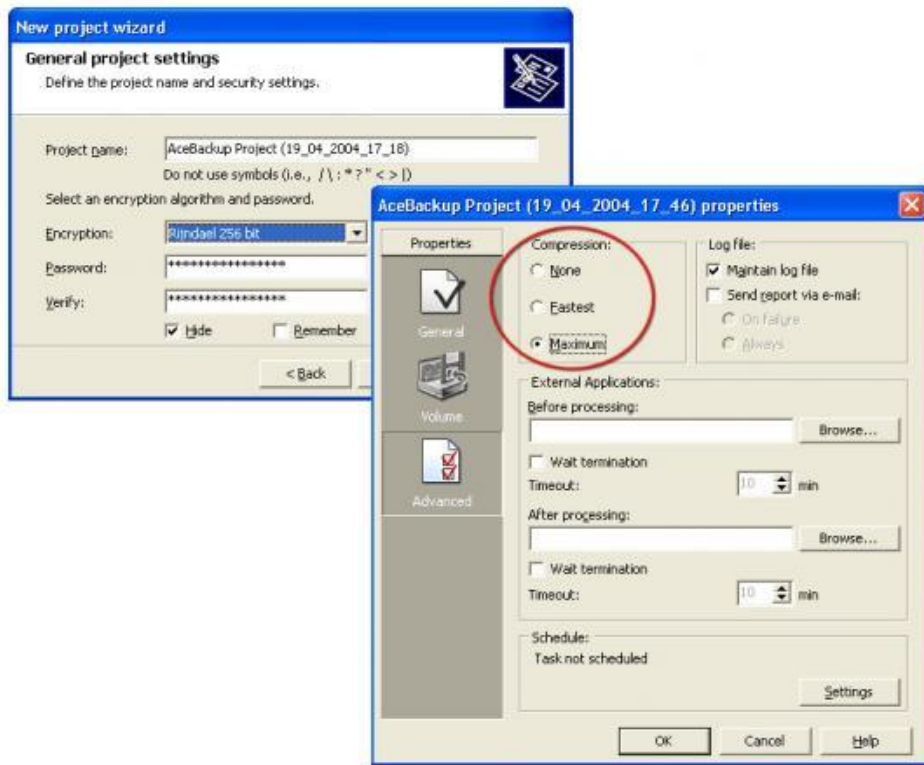 New project wizard
General project settings
Define the project name and security settings.
Project name: AceBackup Project (19_04_2004_17_18)
Do not use symbols (i.e., / \ : * ? " < > |)
Select an encryption algorithm and password.
Encryption: Rijndael 256 bit
Password: *****************
Verify: *****************
Hide Remember
< Back
AceBackup Project (19_04_2004_17_46) properties
Properties
General
Volume
Advanced
Compression:
None
Fastest
Maximum
Log file:
Maintain log file
Send report via e-mail:
On failure
Always
External Applications:
Before processing:
Browse...
Wait termination
Timeout: 10 min
After processing:
Browse...
Wait termination
Timeout: 10 min
Schedule:
Task not scheduled
Settings
OK Cancel Help